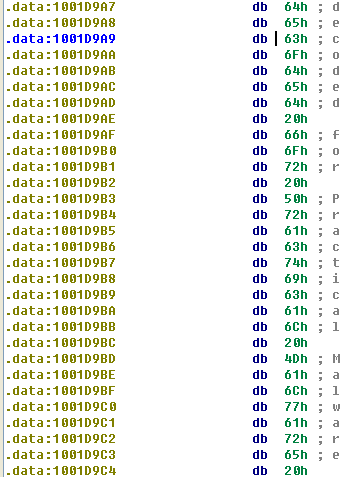 .data:1001D9A7 db 64h ; d
.data:1001D9A8 db 65h ; e
.data:1001D9A9 db 63h ; c
.data:1001D9AA db 6Fh ; o
.data:1001D9AB db 64h ; d
.data:1001D9AC db 65h ; e
.data:1001D9AD db 64h ; d
.data:1001D9AE db 20h
.data:1001D9AF db 66h ; f
.data:1001D9B0 db 6Fh ; o
.data:1001D9B1 db 72h ; r
.data:1001D9B2 db 20h
.data:1001D9B3 db 50h ; P
.data:1001D9B4 db 72h ; r
.data:1001D9B5 db 61h ; a
.data:1001D9B6 db 63h ; c
.data:1001D9B7 db 74h ; t
.data:1001D9B8 db 69h ; i
.data:1001D9B9 db 63h ; c
.data:1001D9BA db 61h ; a
.data:1001D9BB db 6Ch ; l
.data:1001D9BC db 20h
.data:1001D9BD db 4Dh ; M
.data:1001D9BE db 61h ; a
.data:1001D9BF db 6Ch ; l
.data:1001D9C0 db 77h ; w
.data:1001D9C1 db 61h ; a
.data:1001D9C2 db 72h ; r
.data:1001D9C3 db 65h ; e
.data:1001D9C4 db 20h